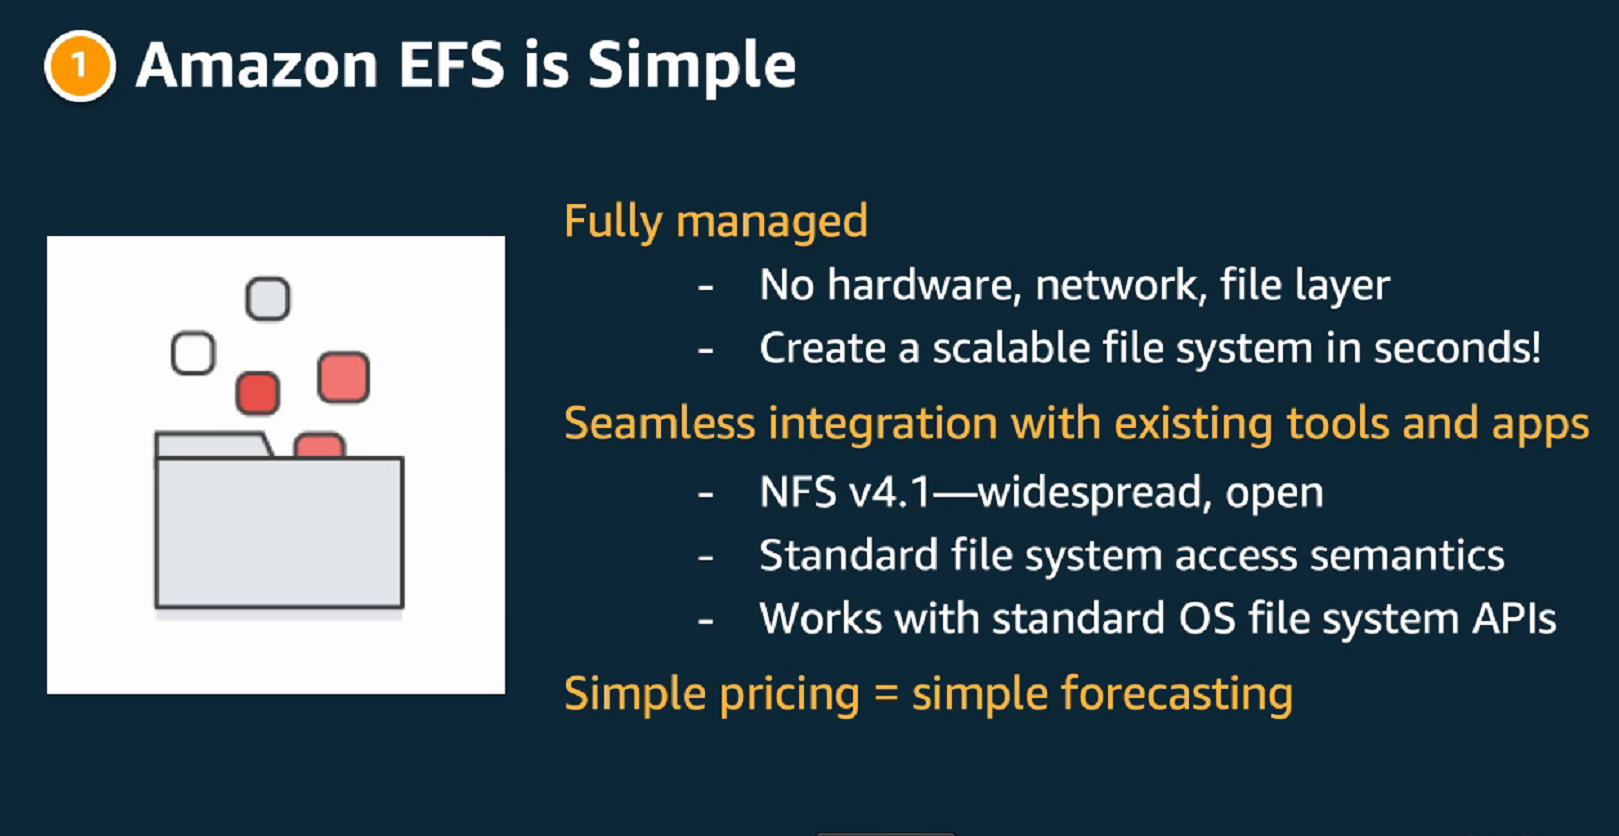 1 Amazon EFS is Simple
Fully managed
- No hardware, network, file layer
- Create a scalable file system in seconds!
Seamless integration with existing tools and apps
- NFS v4.1—widespread, open
- Standard file system access semantics
- Works with standard OS file system APIs
Simple pricing = simple forecasting